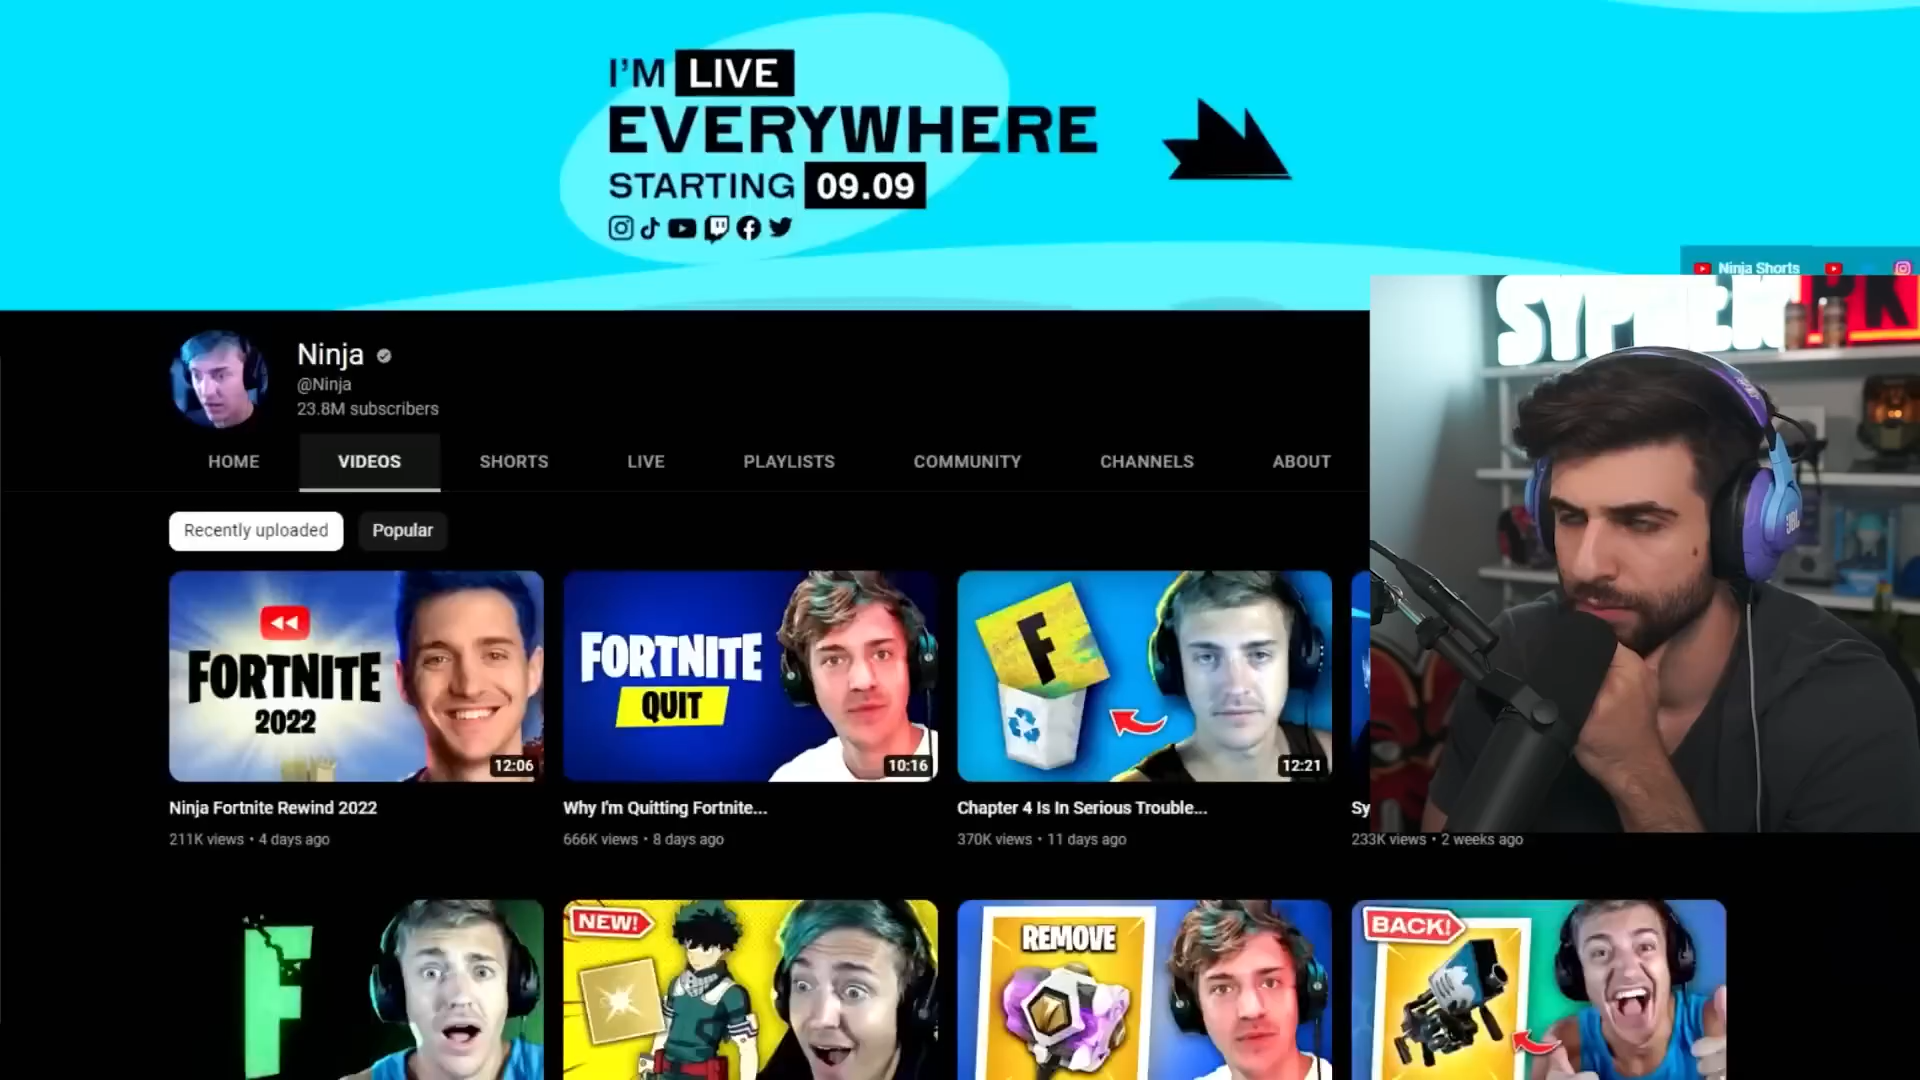 I'M LIVE
EVERYWHERE
STARTING 09.09
Ninja Shorts
Ninja
@Ninja
23.8M subscribers
HOME
VIDEOS
SHORTS
LIVE
PLAYLISTS
COMMUNITY
CHANNELS
ABOUT
Recently uploaded
Popular
FORTNITE
2022
12:06
FORTNITE
QUIT
10:16
F
12:21
JBL
Ninja Fortnite Rewind 2022
211K views • 4 days ago
Why I'm Quitting Fortnite...
666K views • 8 days ago
Chapter 4 Is In Serious Trouble...
370K views • 11 days ago
Sy
233K views • 2 weeks ago
F
NEW!
REMOVE
BACK!